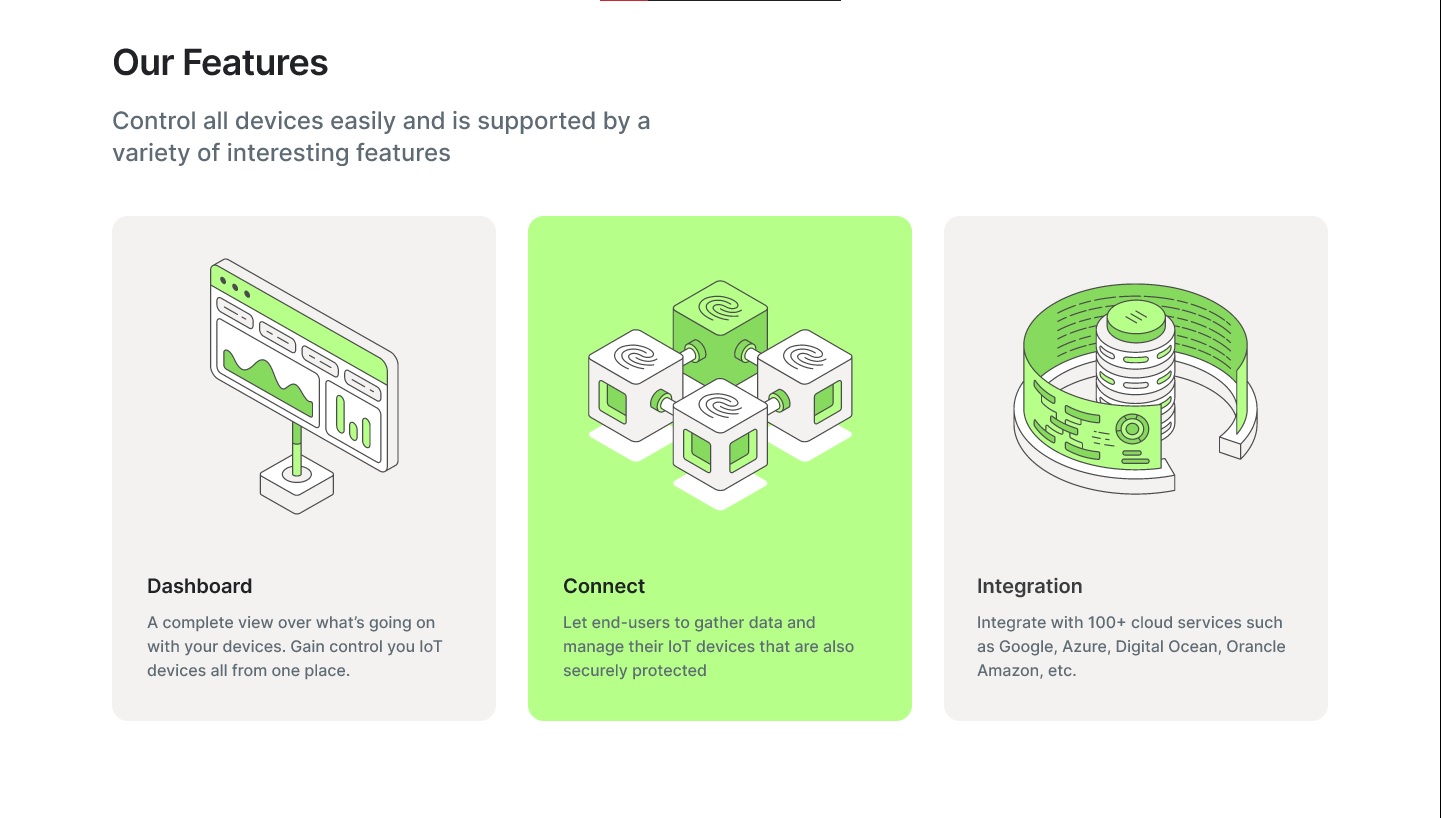 Our Features
Control all devices easily and is supported by a
variety of interesting features
Dashboard
A complete view over what’s going on
with your devices. Gain control you IoT
devices all from one place.
Connect
Let end-users to gather data and
manage their IoT devices that are also
securely protected
Integration
Integrate with 100+ cloud services such
as Google, Azure, Digital Ocean, Orancle
Amazon, etc.